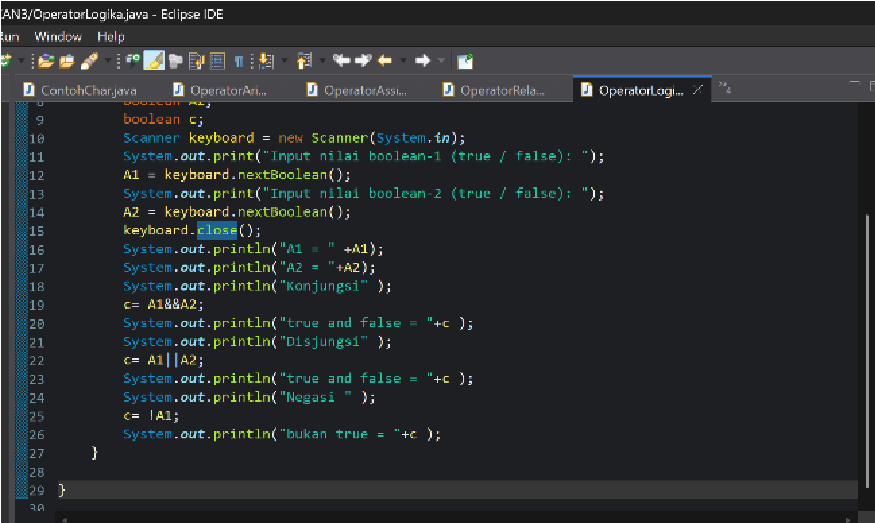 CAN3/OperatorLogika.java - Eclipse IDE
Run Window Help
ContohChar.java OperatorAri... OperatorAssi... OperatorRela... OperatorLogi... 4
8 boolean A2;
9 boolean c;
10 Scanner keyboard = new Scanner(System.in);
11 System.out.print("Input nilai boolean-1 (true / false): ");
12 A1 = keyboard.nextBoolean();
13 System.out.print("Input nilai boolean-2 (true / false): ");
14 A2 = keyboard.nextBoolean();
15 keyboard.close();
16 System.out.println("A1 = " +A1);
17 System.out.println("A2 = "+A2);
18 System.out.println("Konjungsi" );
19 c= A1&&A2;
20 System.out.println("true and false = "+c );
21 System.out.println("Disjungsi" );
22 c= A1||A2;
23 System.out.println("true and false = "+c );
24 System.out.println("Negasi " );
25 c= !A1;
26 System.out.println("bukan true = "+c );
27 }
28
29 }
30